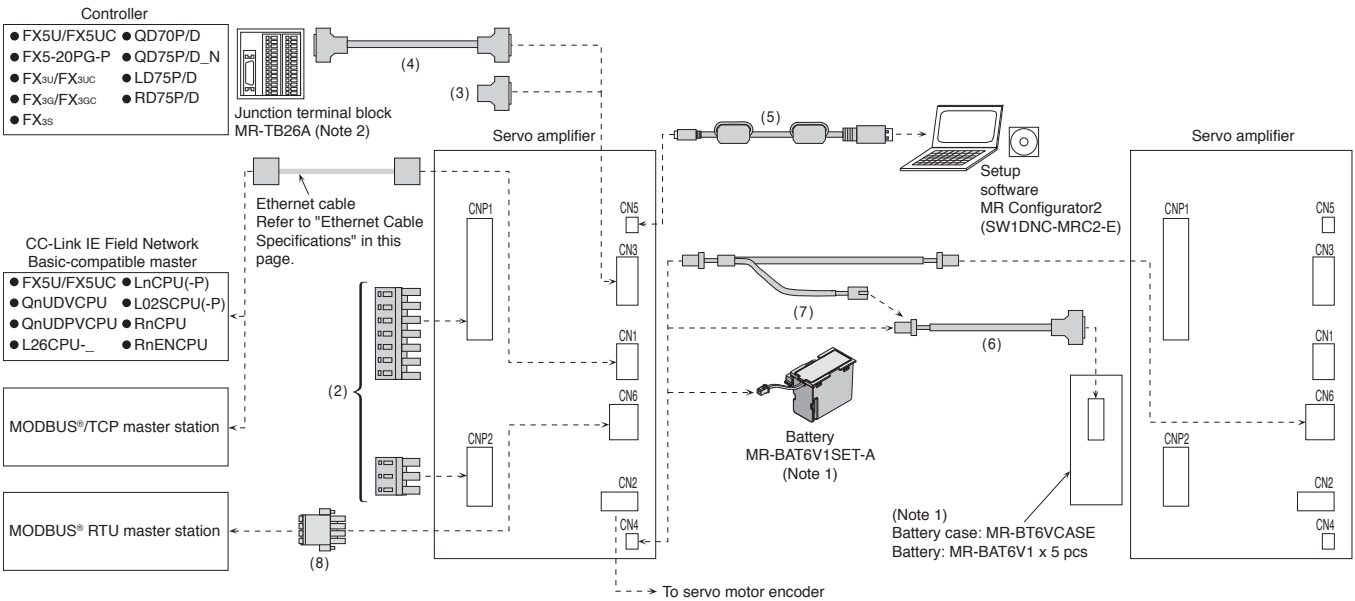 Controller
● FX5U/FX5UC ● QD70P/D
● FX5-20PG-P ● QD75P/D_N
● FX3U/FX3UC ● LD75P/D
● FX3G/FX3GC ● RD75P/D
● FX3S
Junction terminal block
MR-TB26A (Note 2)
(4)
(3)
Servo amplifier
(5)
Setup
software
MR Configurator2
(SW1DNC-MRC2-E)
Servo amplifier
Ethernet cable
Refer to "Ethernet Cable
Specifications" in this
page.
CNP1
CN5
CN3
CN1
CN6
CNP2
CN2
CN4
CC-Link IE Field Network
Basic-compatible master
● FX5U/FX5UC ● LnCPU(-P)
● QnUDVCPU ● L02SCPU(-P)
● QnUDPVCPU ● RnCPU
● L26CPU-_ ● RnENCPU
(2)
MODBUS®/TCP master station
MODBUS® RTU master station
(8)
(7)
(6)
Battery
MR-BAT6V1SET-A
(Note 1)
(Note 1)
Battery case: MR-BT6VCASE
Battery: MR-BAT6V1 x 5 pcs
CNP1
CN5
CN3
CN1
CN6
CNP2
CN2
CN4
To servo motor encoder